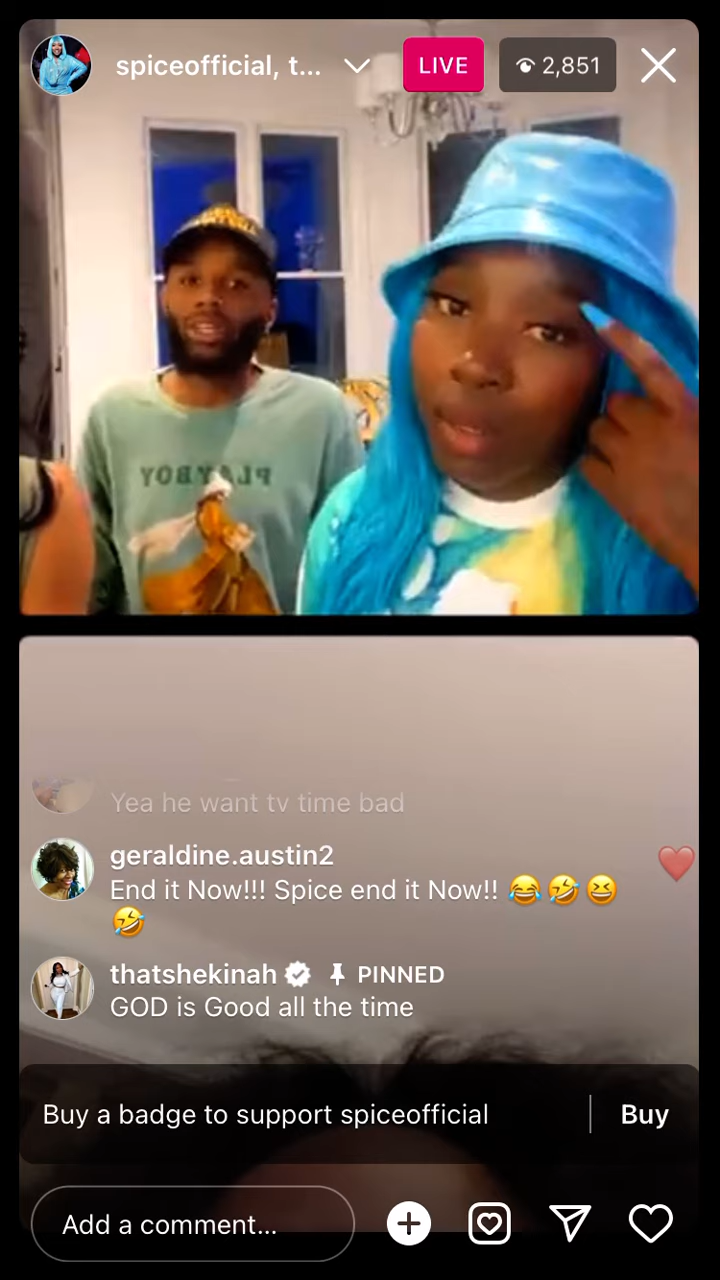 spiceofficial, t...
LIVE
2,851
PLAYBOY
Yea he want tv time bad
geraldine.austin2
End it Now!!! Spice end it Now!! 😂🤣😆
🤣
thatshekinah PINNED
GOD is Good all the time
Buy a badge to support spiceofficial
Buy
Add a comment...